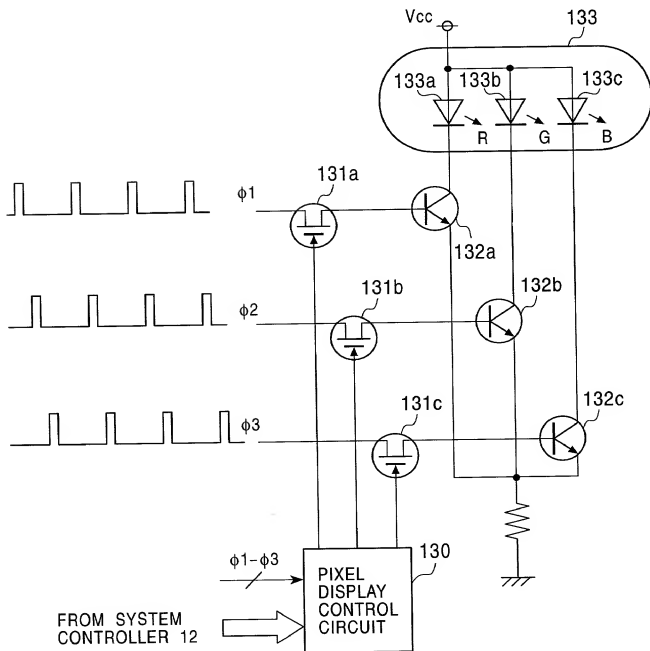 Vcc
133
133a
133b
133c
R
G
B
131a
φ1
132a
131b
φ2
132b
131c
φ3
132c
φ1-φ3
130
PIXEL
DISPLAY
CONTROL
CIRCUIT
FROM SYSTEM
CONTROLLER 12